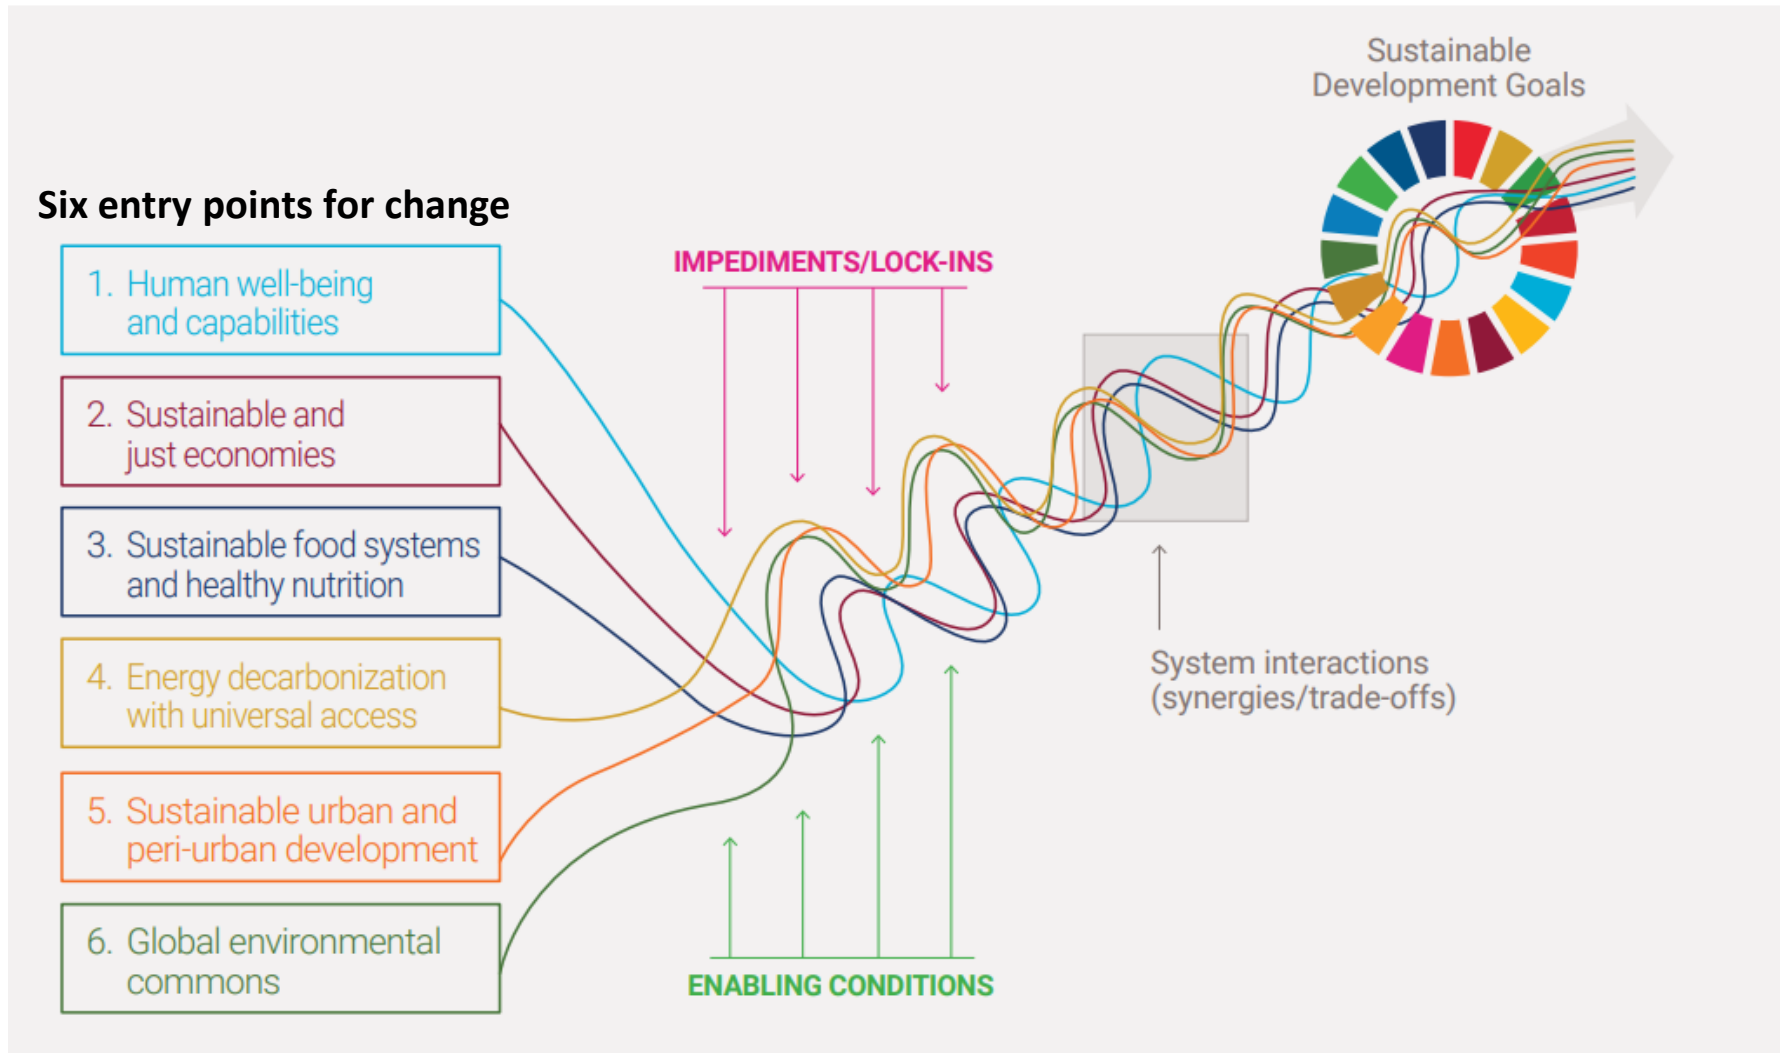 Sustainable
Development Goals
Six entry points for change
1. Human well-being
and capabilities
2. Sustainable and
just economies
3. Sustainable food systems
and healthy nutrition
4. Energy decarbonization
with universal access
5. Sustainable urban and
peri-urban development
6. Global environmental
commons
IMPEDIMENTS/LOCK-INS
ENABLING CONDITIONS
System interactions
(synergies/trade-offs)